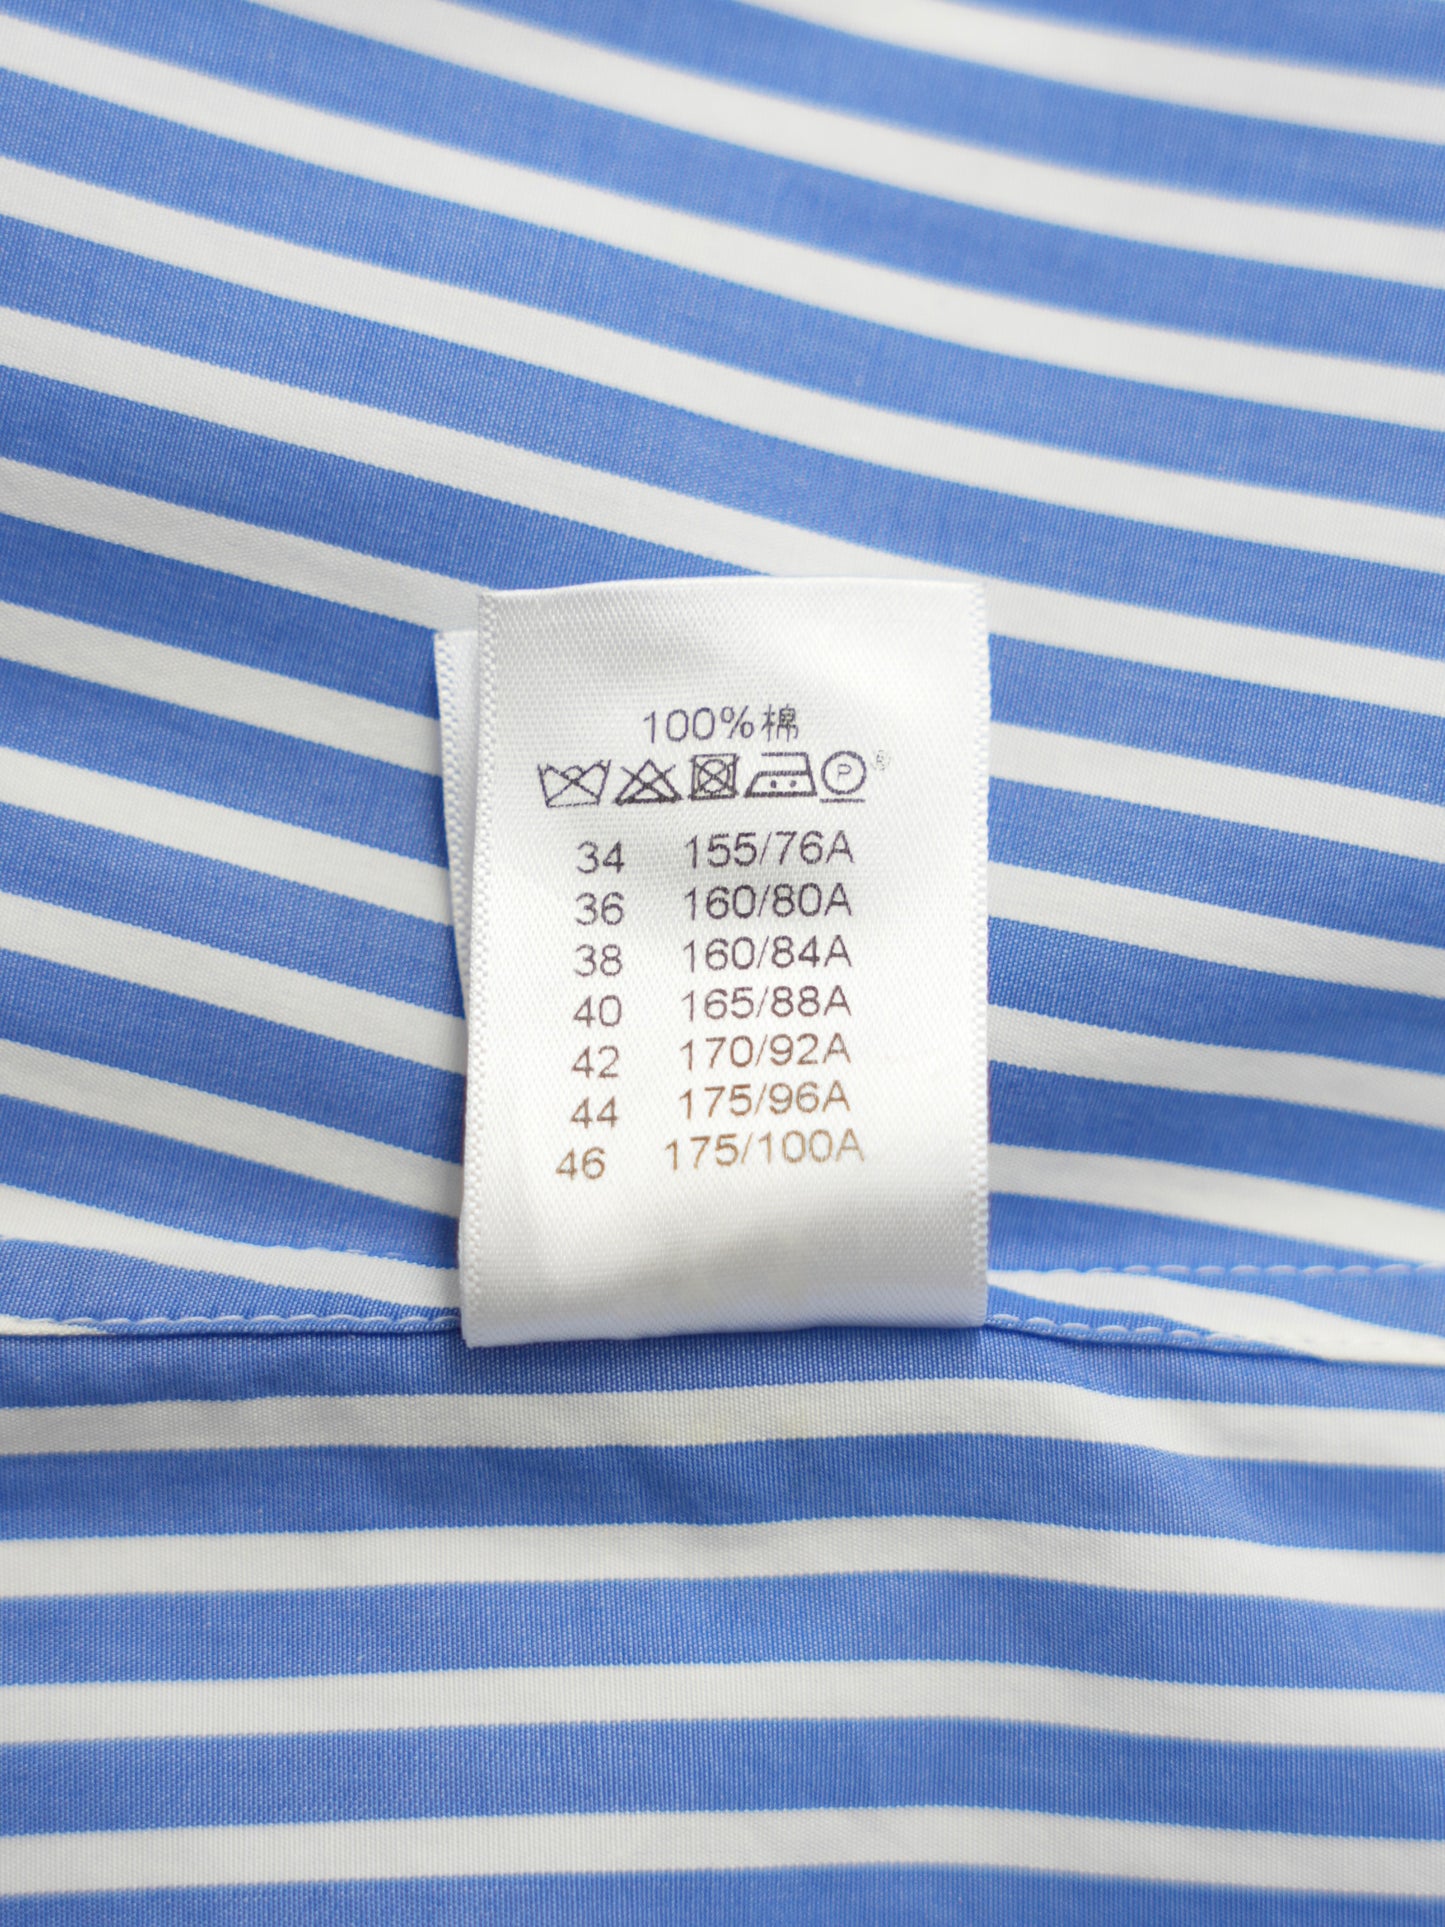 100%棉
P ®
34 155/76A
36 160/80A
38 160/84A
40 165/88A
42 170/92A
44 175/96A
46 175/100A